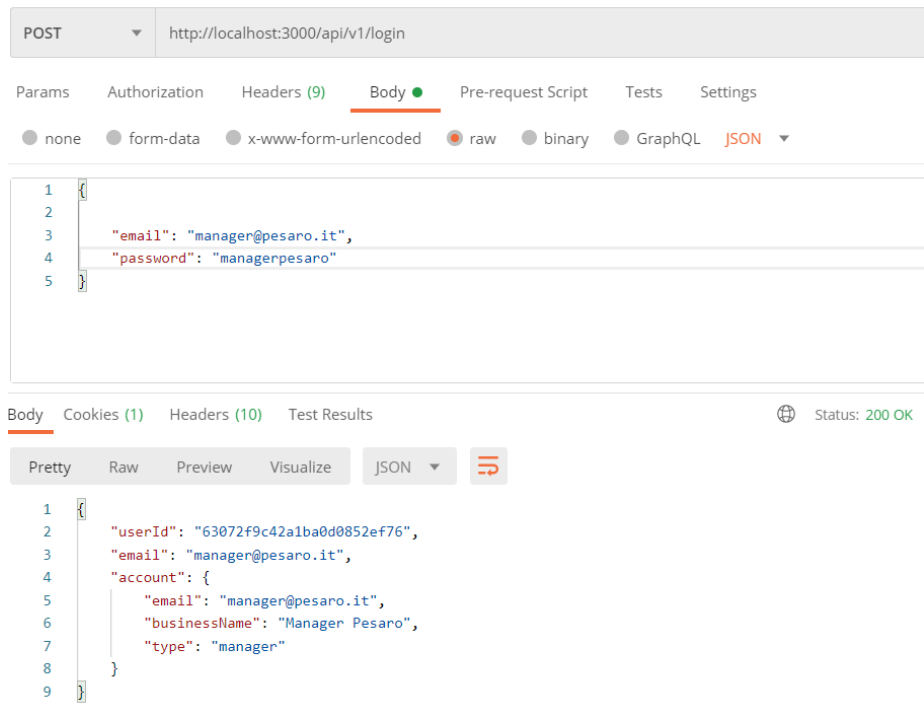 POST http://localhost:3000/api/v1/login
Params Authorization Headers (9) Body Pre-request Script Tests Settings
none form-data x-www-form-urlencoded raw binary GraphQL JSON
1 {
2
3 "email": "manager@pesaro.it",
4 "password": "managerpesaro"
5 }
Body Cookies (1) Headers (10) Test Results Status: 200 OK
Pretty Raw Preview Visualize JSON
1 {
2 "userId": "63072f9c42a1ba0d0852ef76",
3 "email": "manager@pesaro.it",
4 "account": {
5 "email": "manager@pesaro.it",
6 "businessName": "Manager Pesaro",
7 "type": "manager"
8 }
9 }